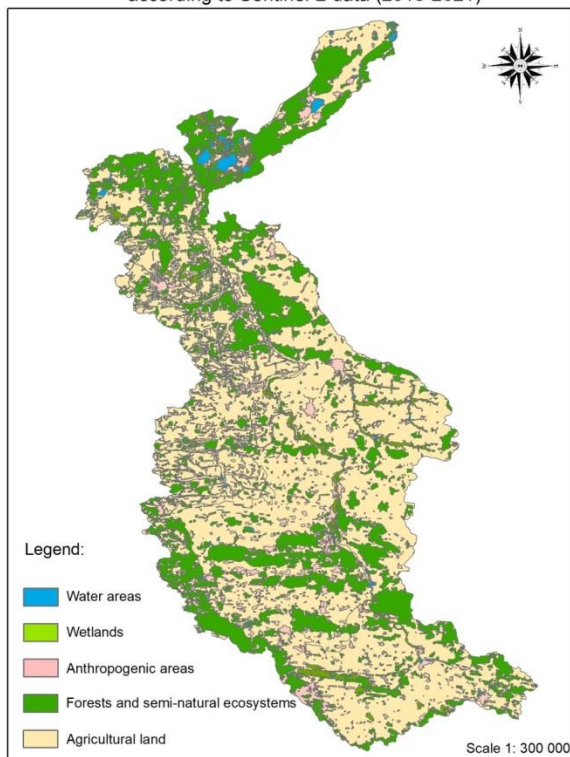 according to Sentinel-2 data (2015-2021)
N
Legend:
Water areas
Wetlands
Anthropogenic areas
Forests and semi-natural ecosystems
Agricultural land
Scale 1: 300 000